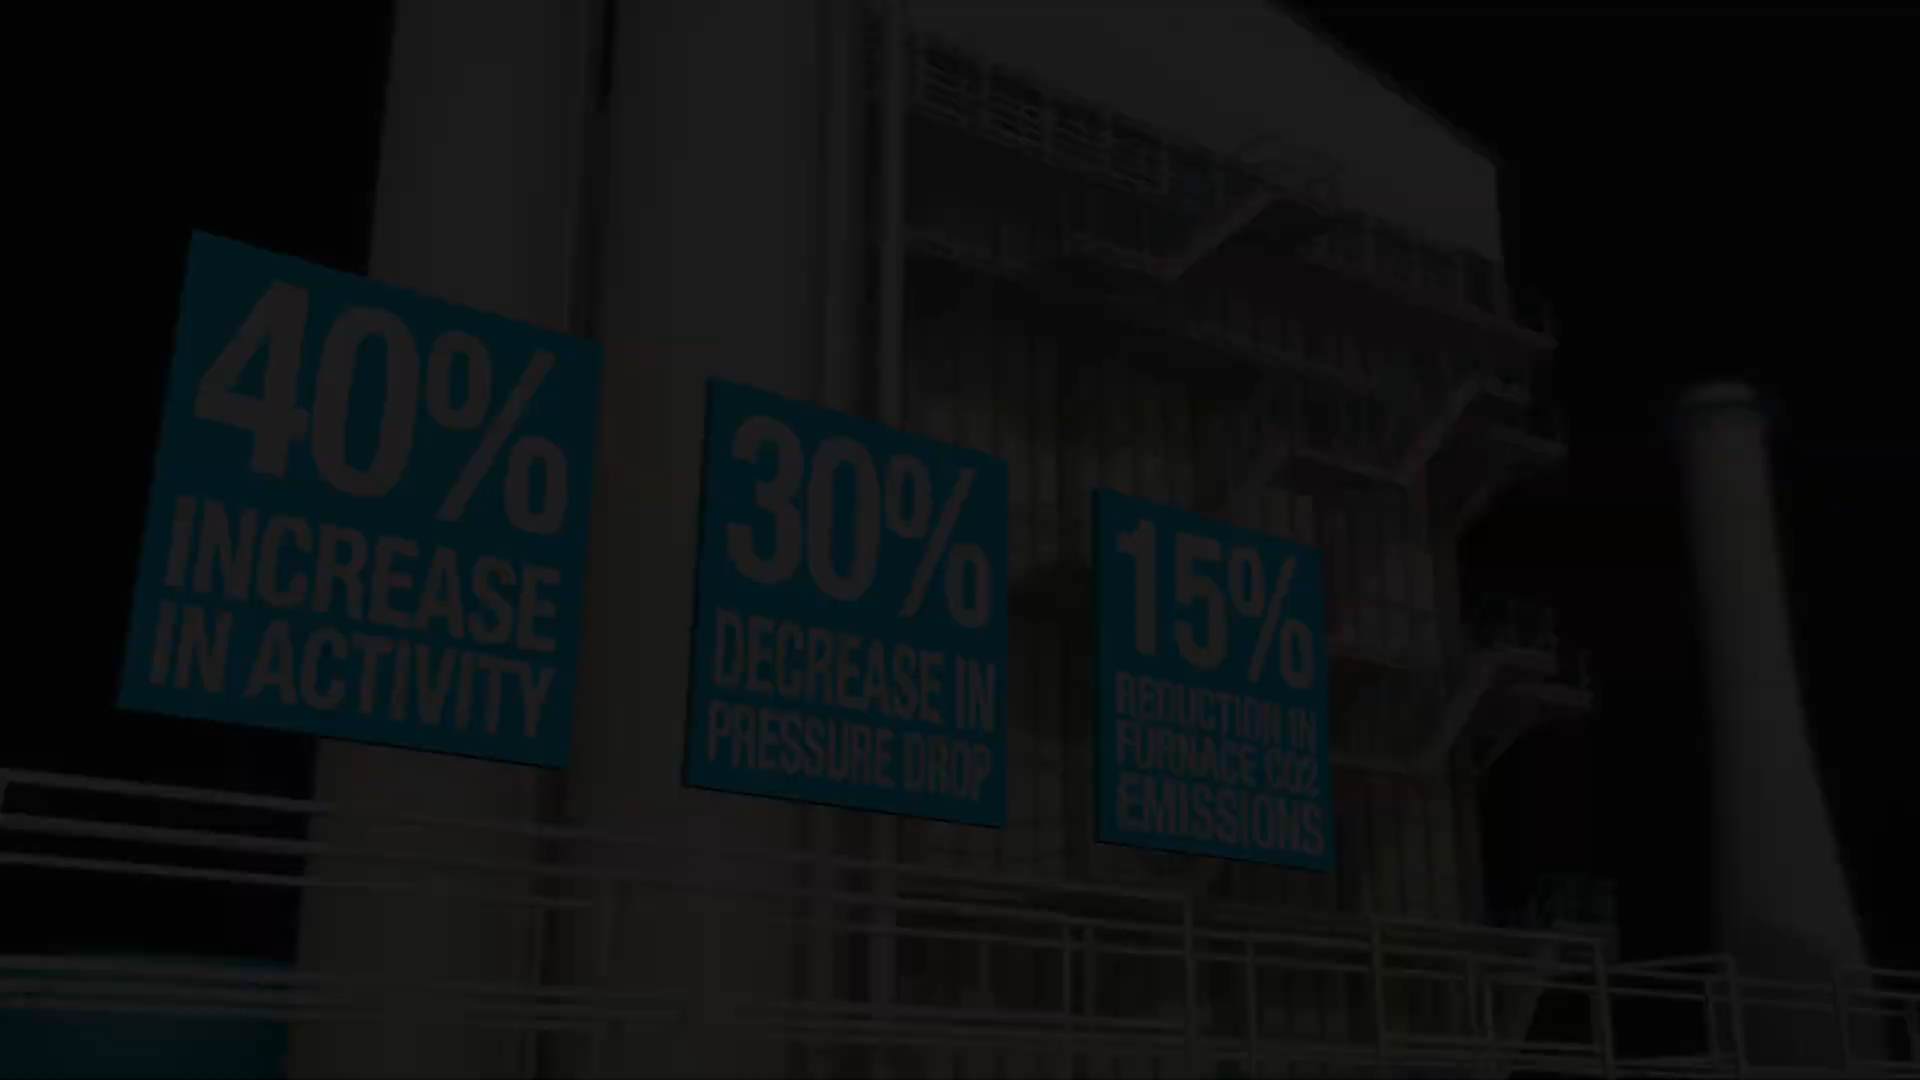 40%
INCREASE
IN ACTIVITY
30%
DECREASE IN
PRESSURE DROP
15%
REDUCTION IN
FURNACE CO2
EMISSIONS